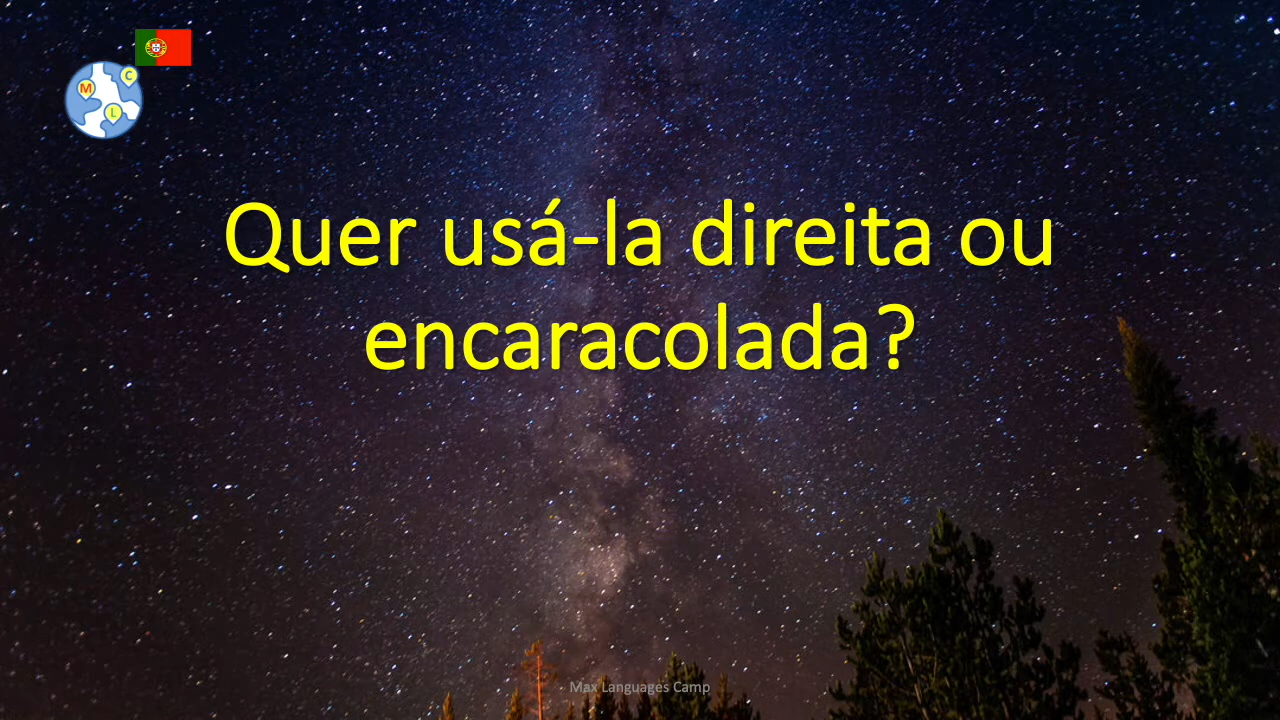 M
C
L
Quer usá-la direita ou
encaracolada?
Max Languages Camp